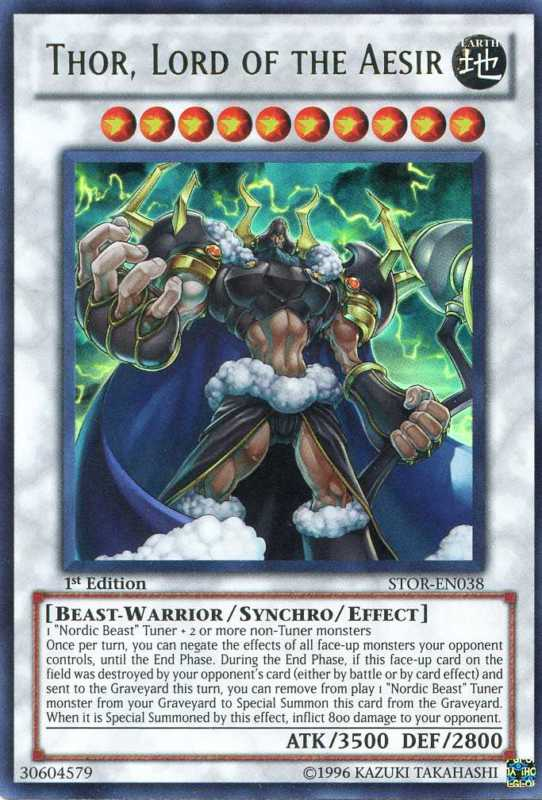 THOR, LORD OF THE AESIR
EARTH
地
1st Edition
STOR-EN038
[BEAST-WARRIOR/SYNCHRO/EFFECT]
1 "Nordic Beast" Tuner + 2 or more non-Tuner monsters
Once per turn, you can negate the effects of all face-up monsters your opponent
controls, until the End Phase. During the End Phase, if this face-up card on the
field was destroyed by your opponent's card (either by battle or by card effect) and
sent to the Graveyard this turn, you can remove from play 1 "Nordic Beast" Tuner
monster from your Graveyard to Special Summon this card from the Graveyard.
When it is Special Summoned by this effect, inflict 800 damage to your opponent.
ATK/3500 DEF/2800
30604579
©1996 KAZUKI TAKAHASHI